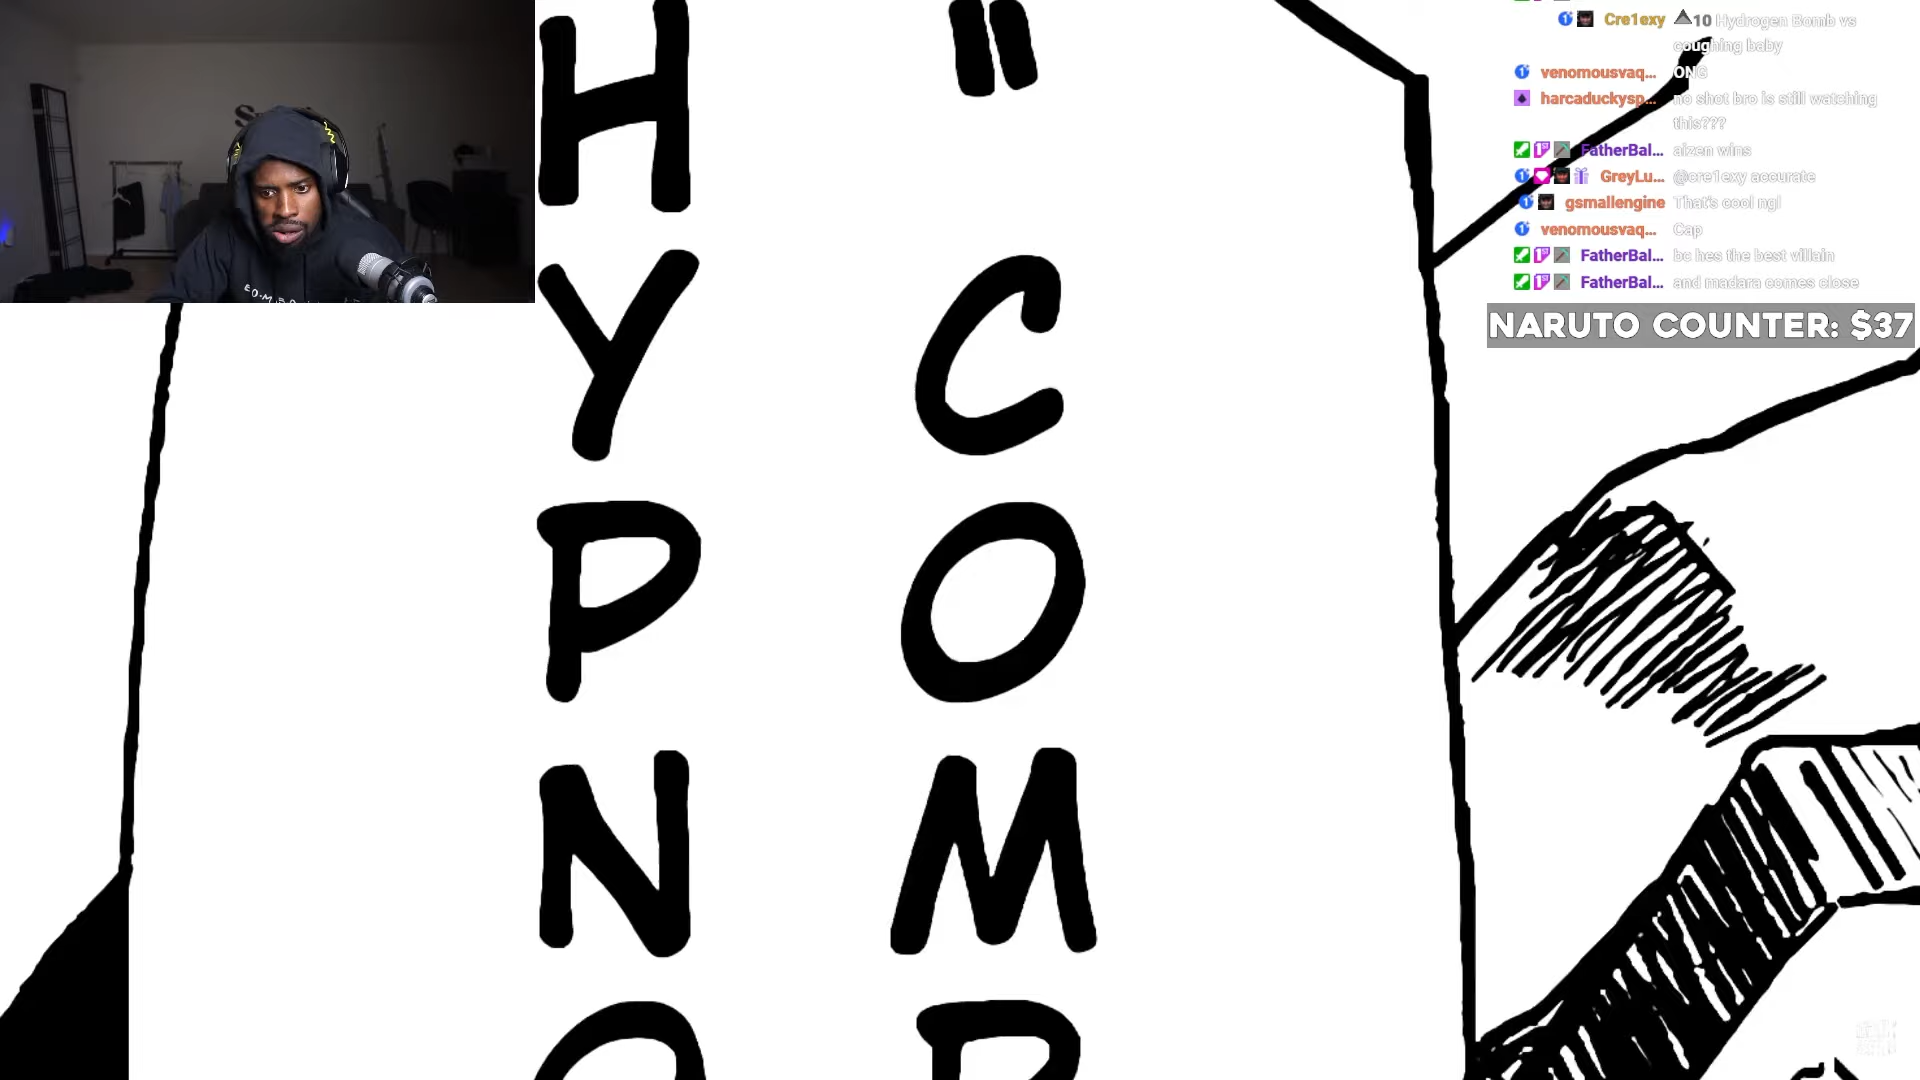 H
Y
P
N
O
"
C
O
M
P
Cre1exy 10 Hydrogen Bomb vs
coughing baby
venomousvaq... ONG
harcaduckysp... no shot bro is still watching
this???
FatherBal... aizen wins
GreyLu... @cre1exy accurate
gsmallengine That's cool ngl
venomousvaq... Cap
FatherBal... bc hes the best villain
FatherBal... and madara comes close
NARUTO COUNTER: $37